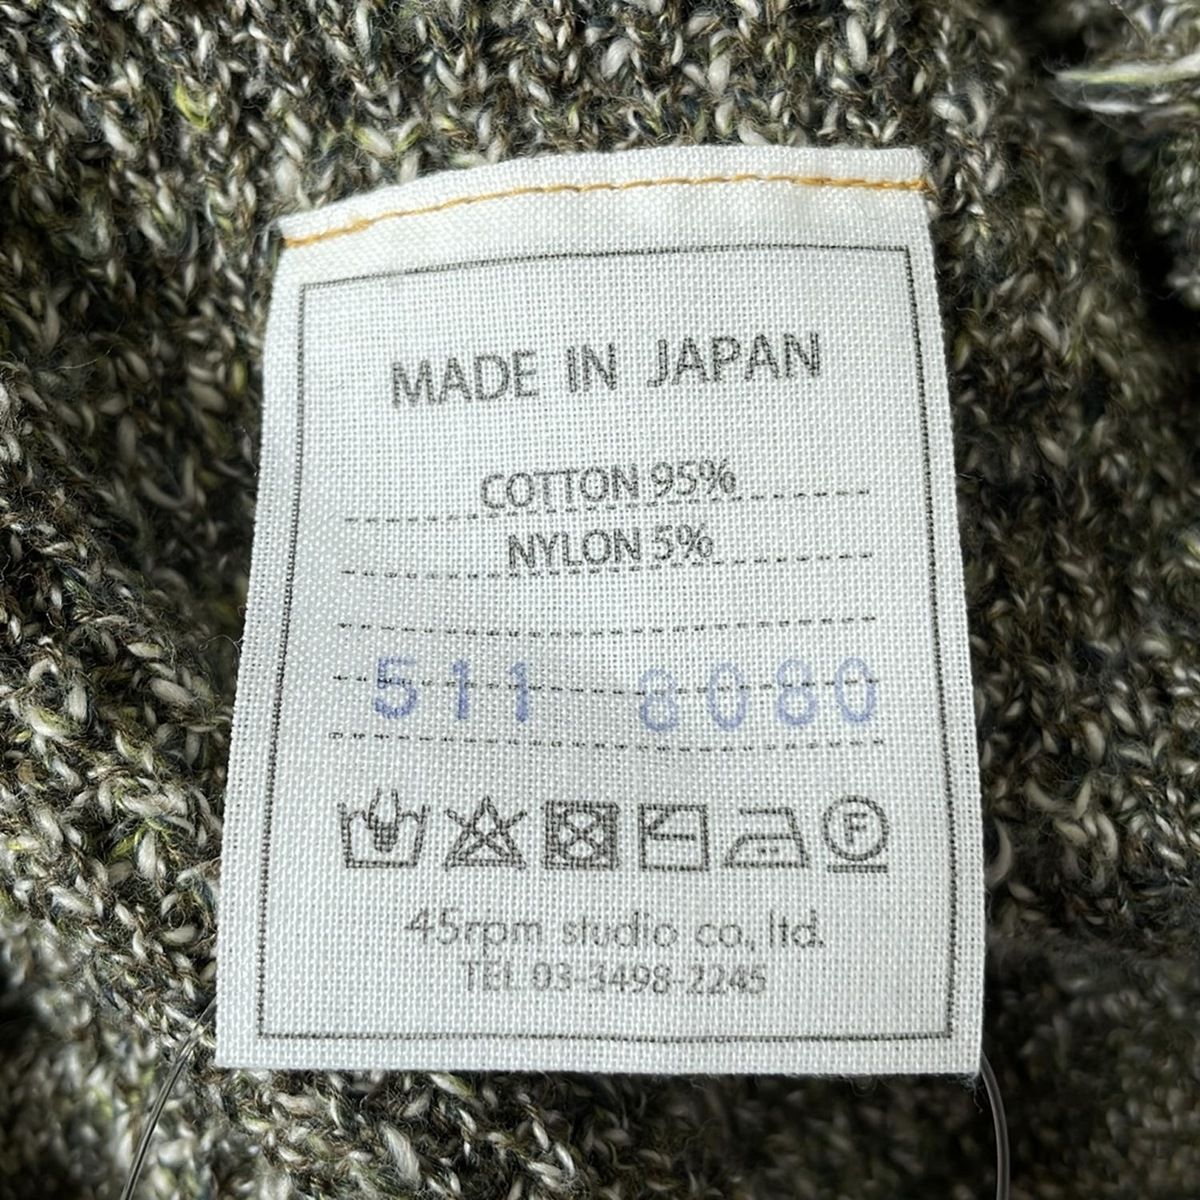 MADE IN JAPAN
COTTON 95%
NYLON 5%
511 8080
F
45rpm studio co., ltd.
TEL 03-3498-2245